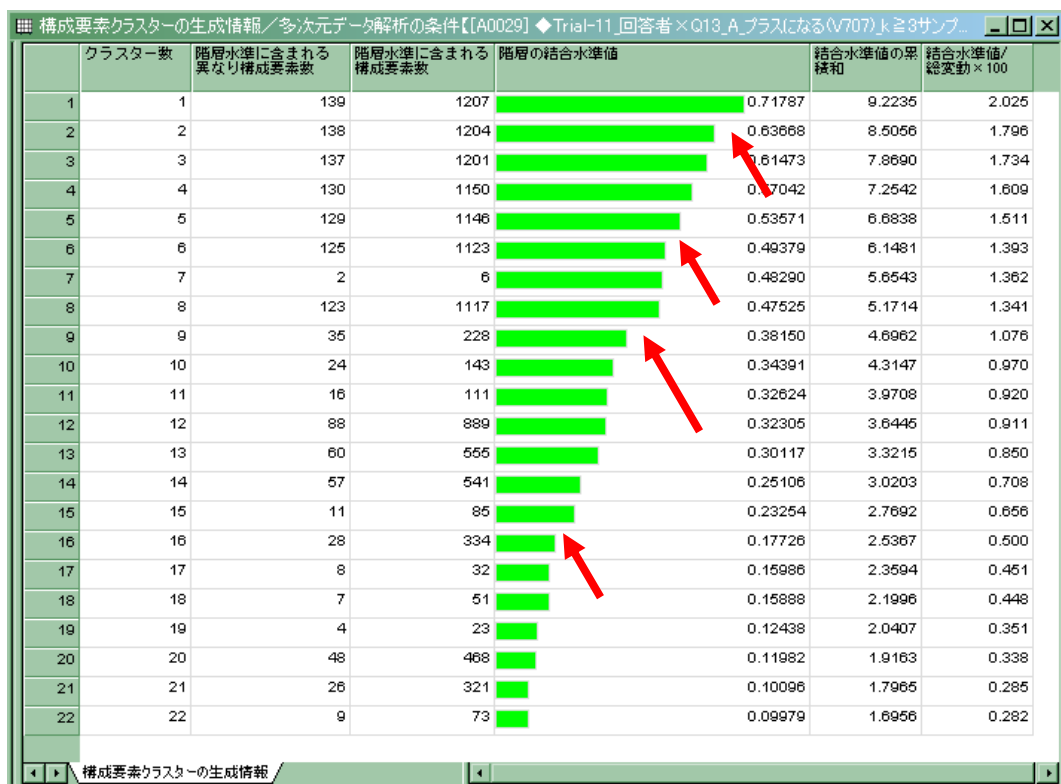 構成要素クラスターの生成情報／多次元データ解析の条件【[A0029] ◆Trial-11_回答者×Q13_A_プラスになる(V707)_k≧3サンプ...
クラスター数 階層水準に含まれる異なり構成要素数 階層水準に含まれる構成要素数 階層の結合水準値 結合水準値の累積和 結合水準値/総変動×100
1 1 139 1207 0.71787 9.2235 2.025
2 2 138 1204 0.63668 8.5056 1.796
3 3 137 1201 0.61473 7.8690 1.734
4 4 130 1150 0.57042 7.2542 1.609
5 5 129 1146 0.53571 6.6838 1.511
6 6 125 1123 0.49379 6.1481 1.393
7 7 2 6 0.48290 5.6543 1.362
8 8 123 1117 0.47525 5.1714 1.341
9 9 35 228 0.38150 4.6962 1.076
10 10 24 143 0.34391 4.3147 0.970
11 11 16 111 0.32624 3.9708 0.920
12 12 88 889 0.32305 3.6445 0.911
13 13 60 555 0.30117 3.3215 0.850
14 14 57 541 0.25106 3.0203 0.708
15 15 11 85 0.23254 2.7692 0.656
16 16 28 334 0.17726 2.5367 0.500
17 17 8 32 0.15986 2.3594 0.451
18 18 7 51 0.15888 2.1996 0.448
19 19 4 23 0.12438 2.0407 0.351
20 20 48 468 0.11982 1.9163 0.338
21 21 26 321 0.10096 1.7965 0.285
22 22 9 73 0.09979 1.6956 0.282
構成要素クラスターの生成情報